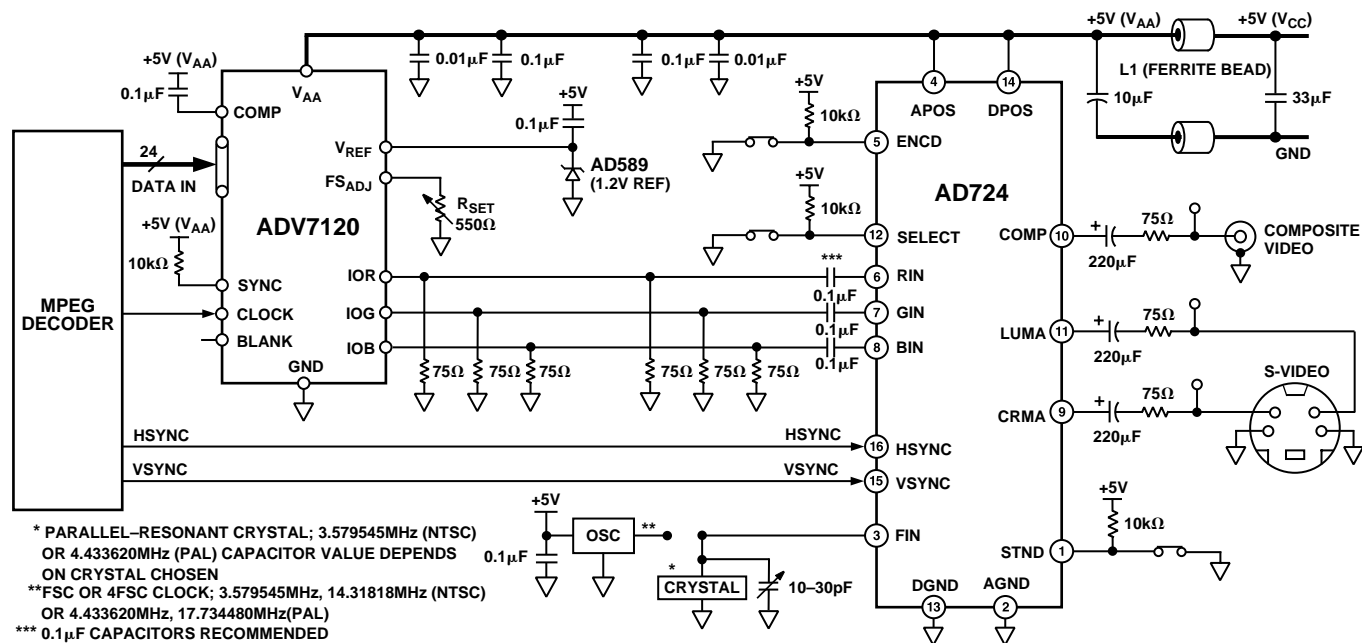 +5V (VAA)
0.1μF
COMP
VAA
0.01μF
0.1μF
0.1μF
0.01μF
+5V (VAA)
+5V (VCC)
L1 (FERRITE BEAD)
10μF
33μF
GND
MPEG
DECODER
24
DATA IN
+5V (VAA)
10kΩ
SYNC
CLOCK
BLANK
GND
ADV7120
VREF
FSADJ
IOR
IOG
IOB
+5V
0.1μF
AD589
(1.2V REF)
RSET
550Ω
75Ω
75Ω
75Ω
75Ω
75Ω
75Ω
***
0.1μF
0.1μF
0.1μF
+5V
10kΩ
+5V
10kΩ
4
APOS
14
DPOS
5
ENCD
AD724
12
SELECT
6
RIN
7
GIN
8
BIN
16
HSYNC
15
VSYNC
3
FIN
COMP
10
LUMA
11
CRMA
9
STND
1
DGND
13
AGND
2
+
75Ω
220μF
COMPOSITE
VIDEO
+
75Ω
220μF
S-VIDEO
+
75Ω
220μF
+5V
10kΩ
HSYNC
HSYNC
VSYNC
VSYNC
+5V
0.1μF
OSC
**
*
CRYSTAL
10–30pF
* PARALLEL–RESONANT CRYSTAL; 3.579545MHz (NTSC)
OR 4.433620MHz (PAL) CAPACITOR VALUE DEPENDS
ON CRYSTAL CHOSEN
**FSC OR 4FSC CLOCK; 3.579545MHz, 14.31818MHz (NTSC)
OR 4.433620MHz, 17.734480MHz(PAL)
*** 0.1μF CAPACITORS RECOMMENDED